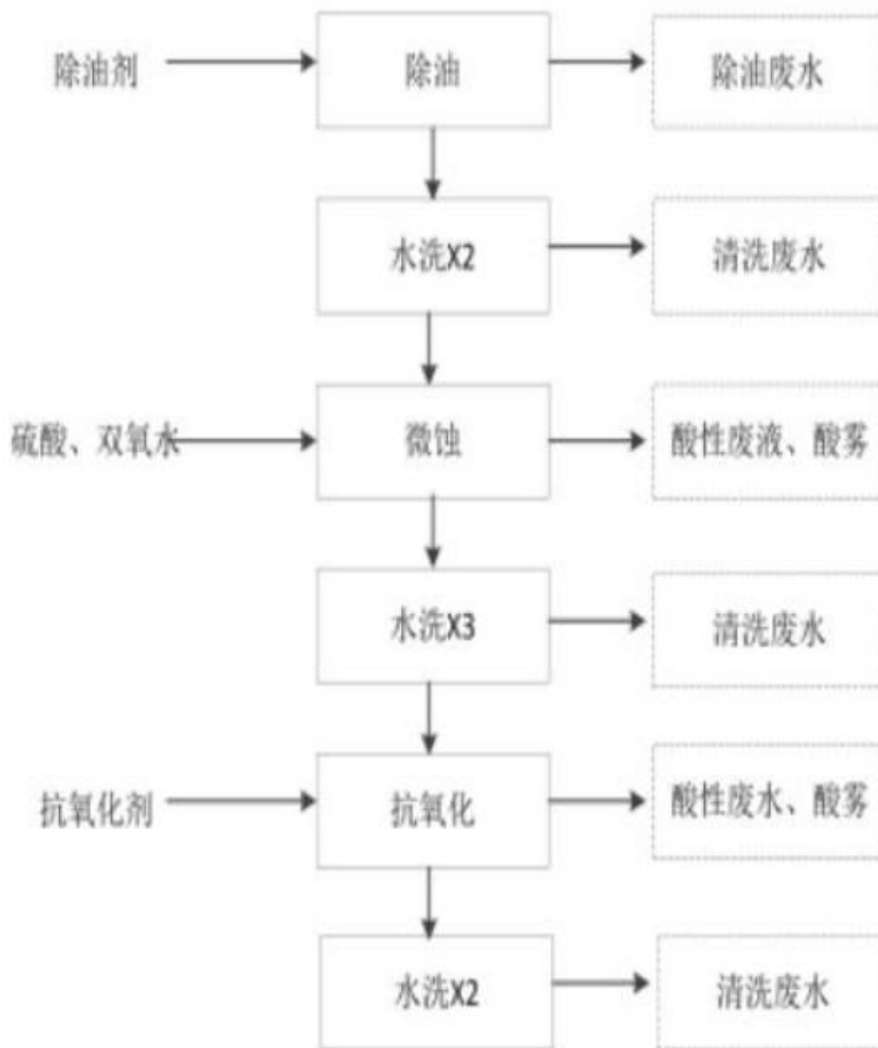 除油剂 除油 除油废水
水洗X2 清洗废水
硫酸、双氧水 微蚀 酸性废液、酸雾
水洗X3 清洗废水
抗氧化剂 抗氧化 酸性废水、酸雾
水洗X2 清洗废水